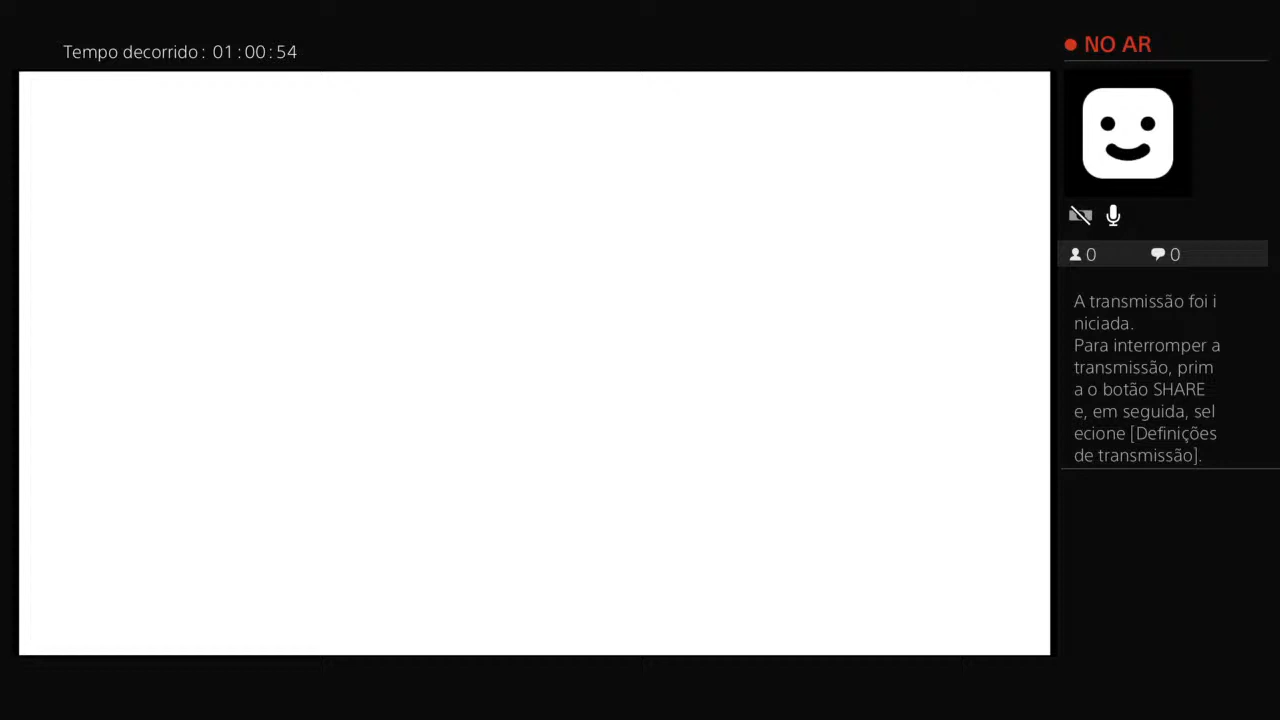 Tempo decorrido: 01:00:54
NO AR
0 0
A transmissão foi i
niciada.
Para interromper a
transmissão, prim
a o botão SHARE
e, em seguida, sel
ecione [Definições
de transmissão].